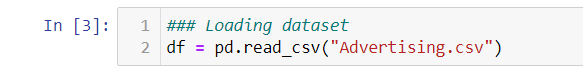 In [3]: 1 ### Loading dataset
2 df = pd.read_csv("Advertising.csv")